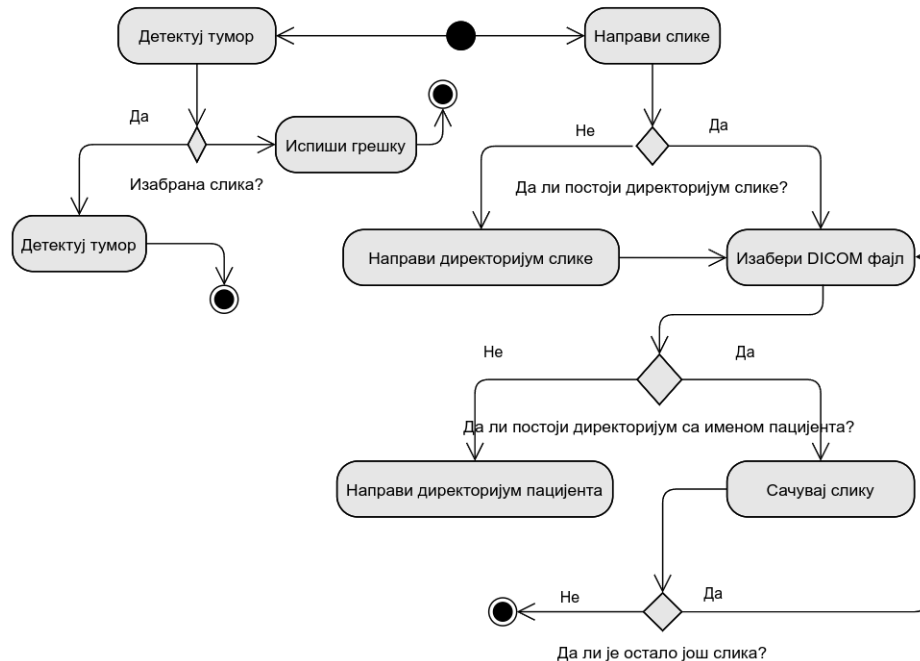 Детектуј тумор
Направи слике
Да
Испиши грешку
Изабрана слика?
Детектуј тумор
Не
Да
Да ли постоји директоријум слике?
Направи директоријум слике
Изабери DICOM фајл
Не
Да
Да ли постоји директоријум са именом пацијента?
Направи директоријум пацијента
Сачувај слику
Не
Да
Да ли је остало још слика?